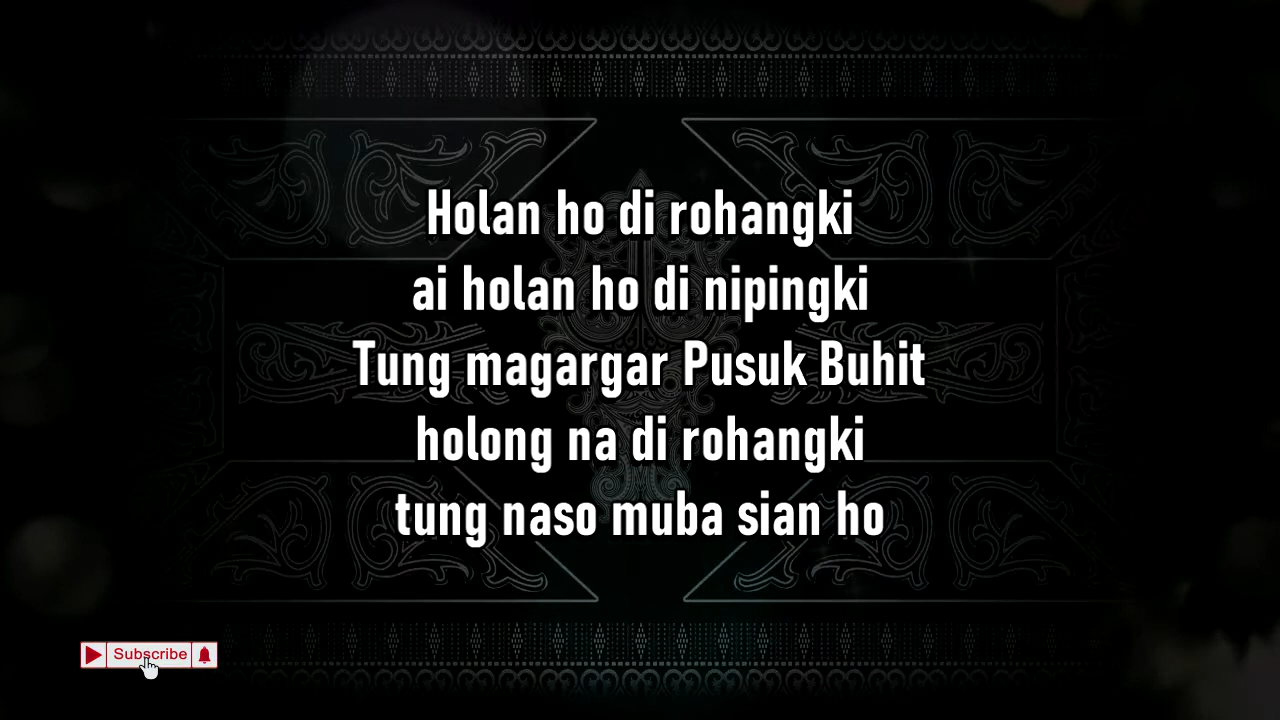 Holan ho di rohangki
ai holan ho di nipingki
Tung magargar Pusuk Buhit
holong na di rohangki
tung naso muba sian ho
Subscribe